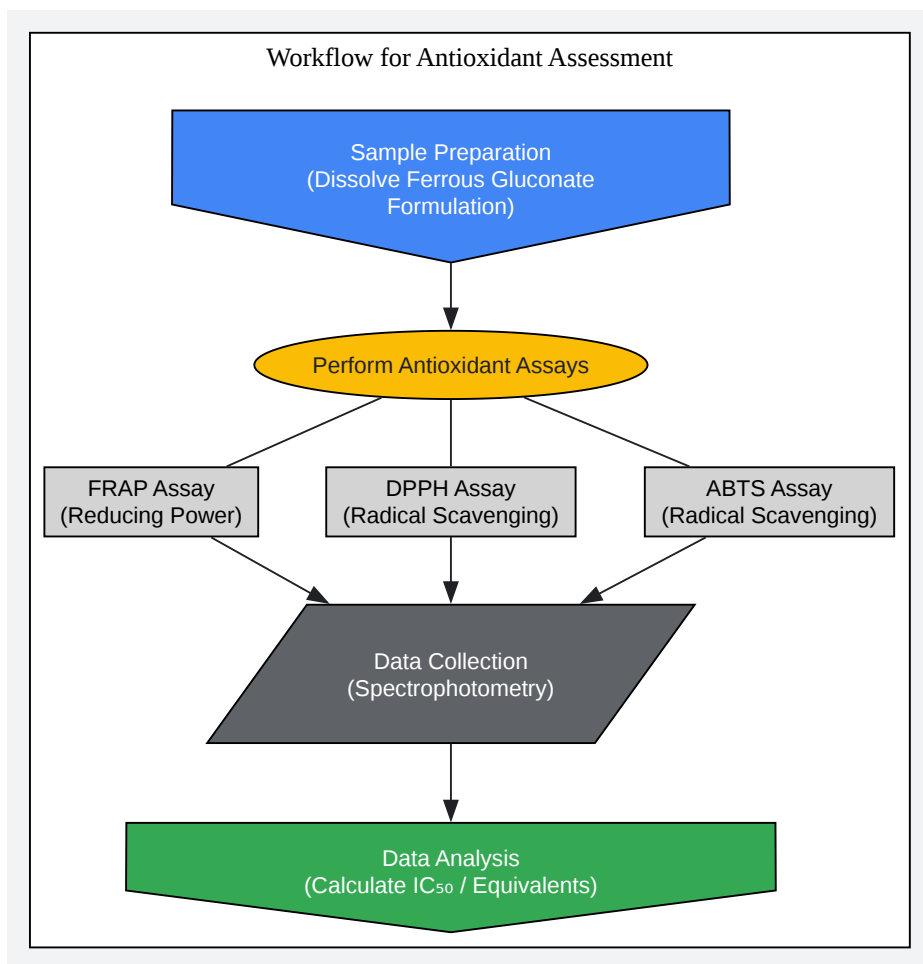 Workflow for Antioxidant Assessment
Sample Preparation
(Dissolve Ferrous Gluconate
Formulation)
Perform Antioxidant Assays
FRAP Assay
(Reducing Power)
DPPH Assay
(Radical Scavenging)
ABTS Assay
(Radical Scavenging)
Data Collection
(Spectrophotometry)
Data Analysis
(Calculate IC₅₀ / Equivalents)